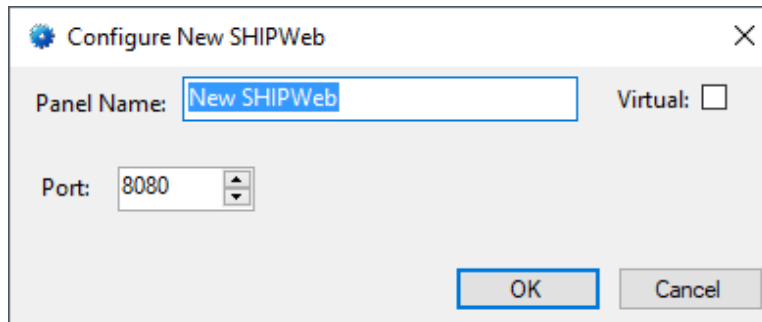 Configure New SHIPWeb
Panel Name: New SHIPWeb Virtual:
Port: 8080
OK Cancel